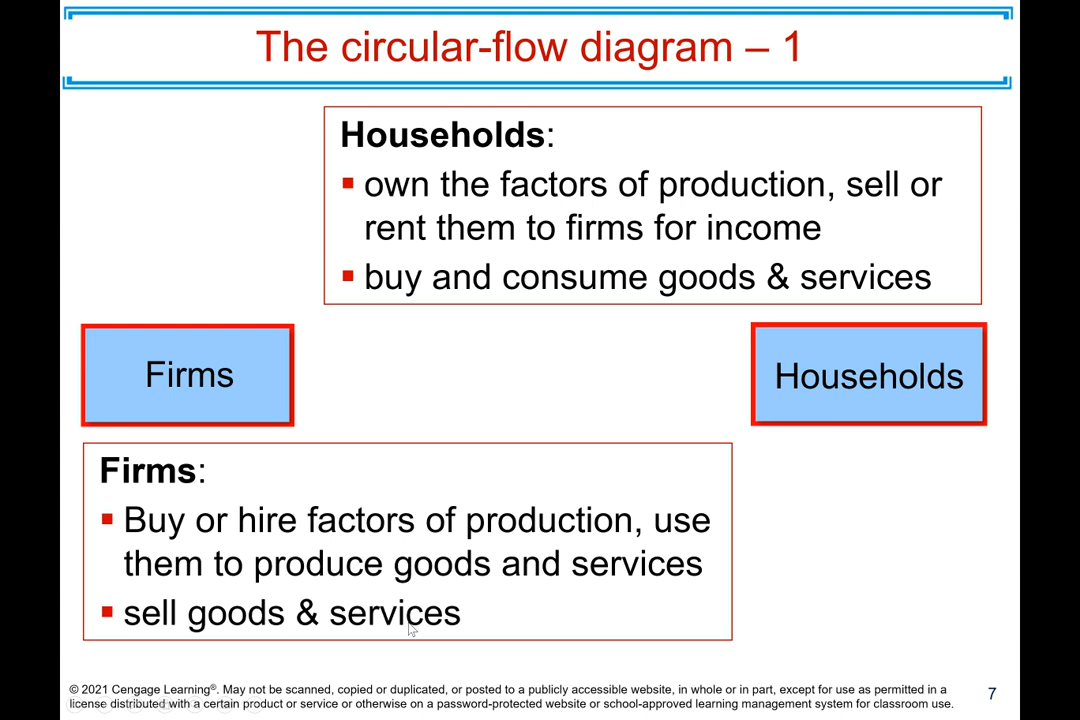 The circular-flow diagram – 1
Households:
▪ own the factors of production, sell or
rent them to firms for income
▪ buy and consume goods & services
Firms
Households
Firms:
▪ Buy or hire factors of production, use
them to produce goods and services
▪ sell goods & services
© 2021 Cengage Learning®. May not be scanned, copied or duplicated, or posted to a publicly accessible website, in whole or in part, except for use as permitted in a
license distributed with a certain product or service or otherwise on a password-protected website or school-approved learning management system for classroom use.
7